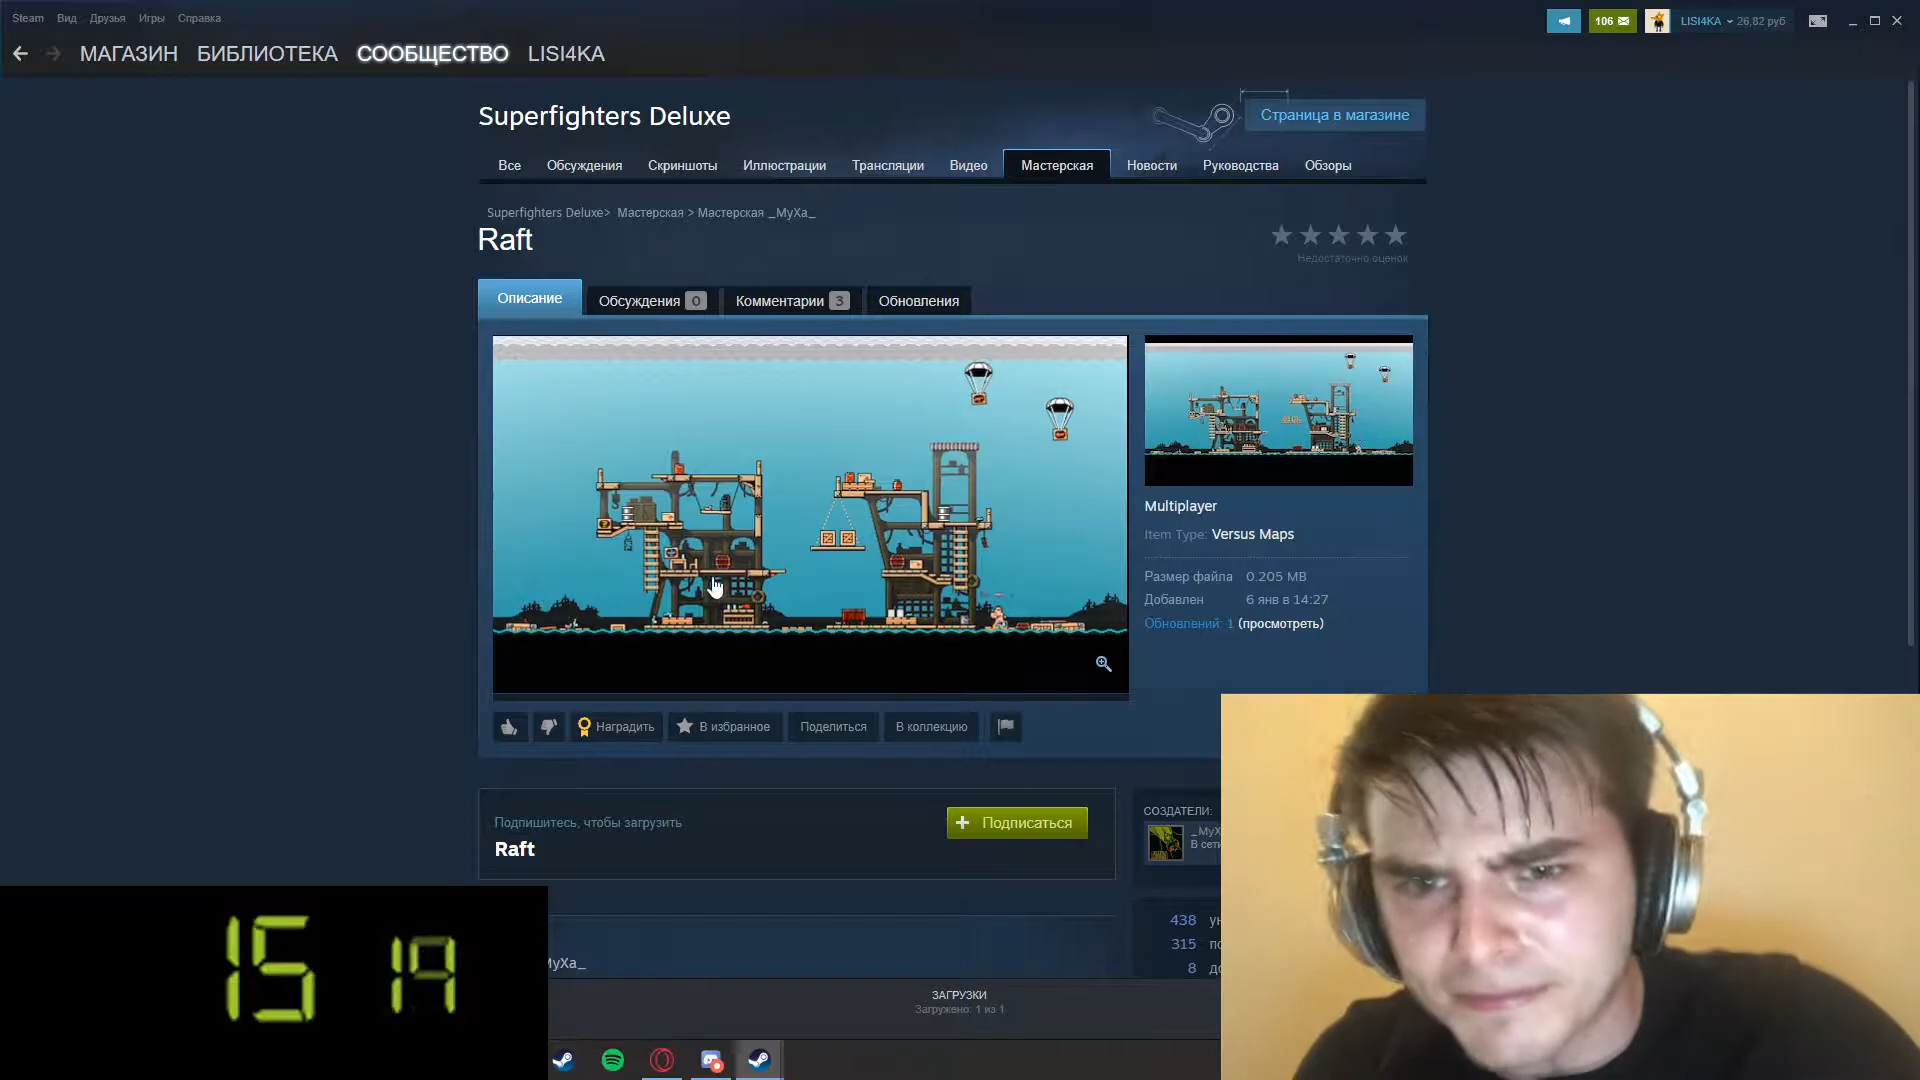 Steam Вид Друзья Игры Справка
106 LISI4KA 26,82 руб
МАГАЗИН БИБЛИОТЕКА СООБЩЕСТВО LISI4KA
Superfighters Deluxe
Страница в магазине
Все Обсуждения Скриншоты Иллюстрации Трансляции Видео Мастерская Новости Руководства Обзоры
Superfighters Deluxe> Мастерская > Мастерская _MyXa_
Raft
Недостаточно оценок
Описание Обсуждения 0 Комментарии 3 Обновления
Multiplayer
Item Type: Versus Maps
Размер файла 0.205 MB
Добавлен 6 янв в 14:27
Обновлений: 1 (просмотреть)
Наградить В избранное Поделиться В коллекцию
Подпишитесь, чтобы загрузить
Raft
+ Подписаться
СОЗДАТЕЛИ:
_MyX
В сети
438
315
8
MyXa_
ЗАГРУЗКИ
Загружено: 1 из 1
15